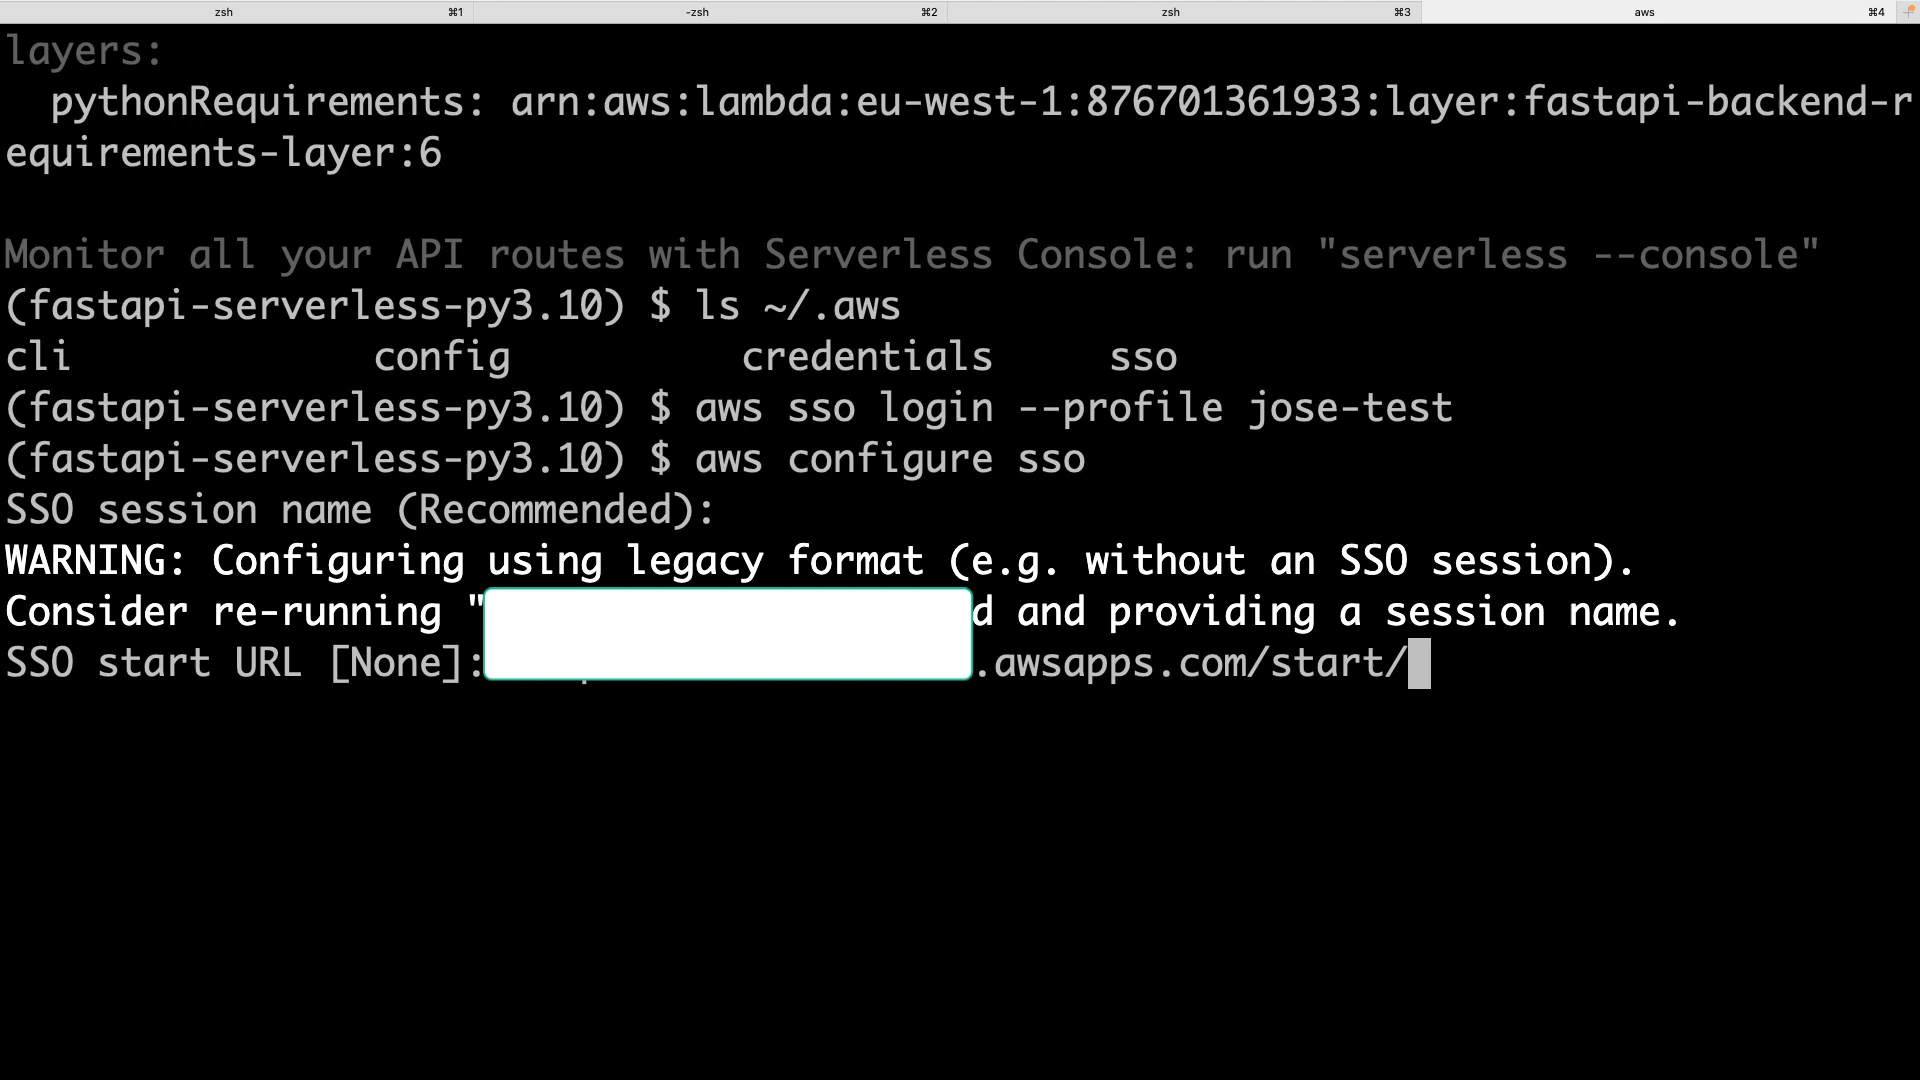 zsh ⌘1 -zsh ⌘2 zsh ⌘3 aws ⌘4
layers:
pythonRequirements: arn:aws:lambda:eu-west-1:876701361933:layer:fastapi-backend-r
equirements-layer:6
Monitor all your API routes with Serverless Console: run "serverless --console"
(fastapi-serverless-py3.10) $ ls ~/.aws
cli config credentials sso
(fastapi-serverless-py3.10) $ aws sso login --profile jose-test
(fastapi-serverless-py3.10) $ aws configure sso
SSO session name (Recommended):
WARNING: Configuring using legacy format (e.g. without an SSO session).
Consider re-running " and providing a session name.
SSO start URL [None]: .awsapps.com/start/